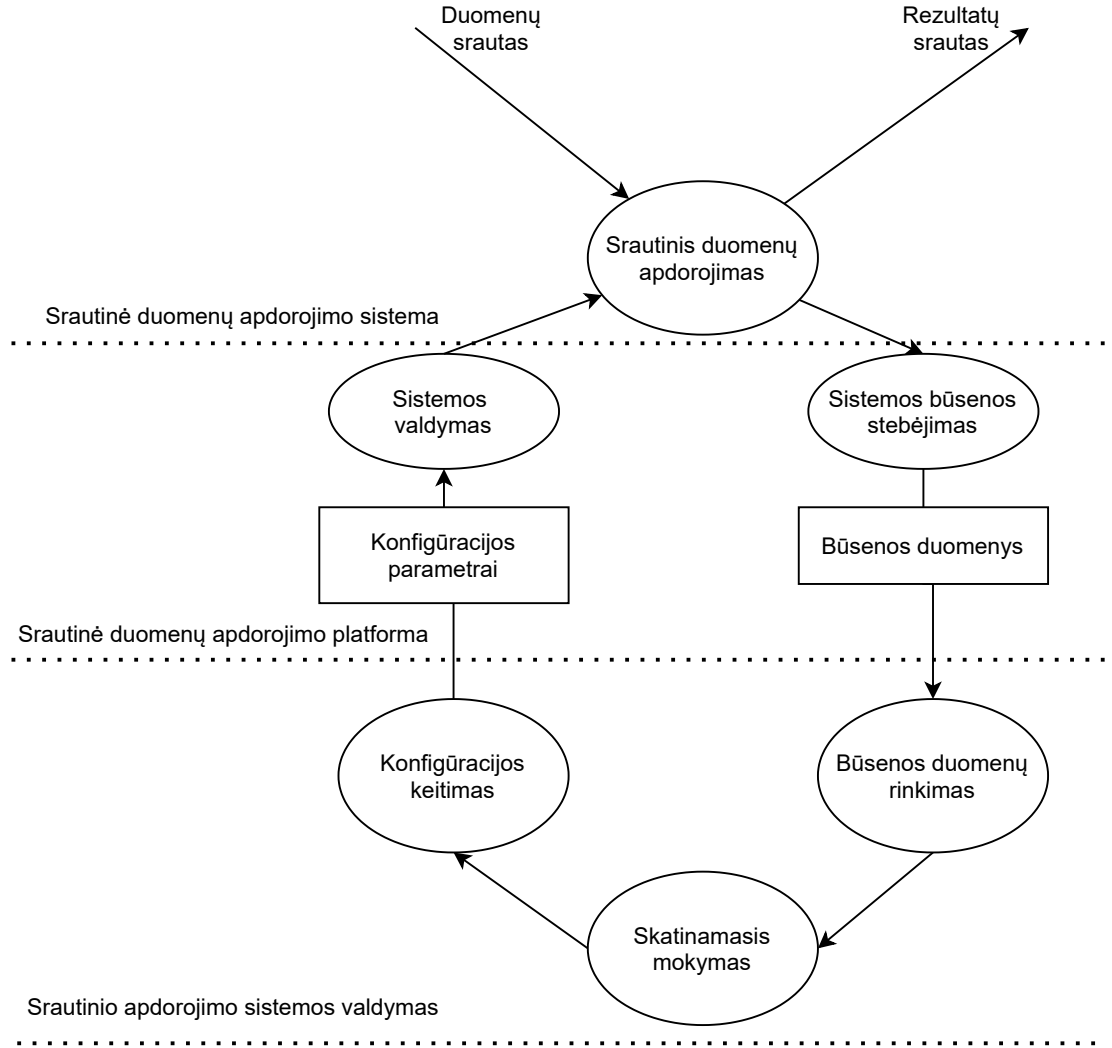 Duomenų
srautas
Rezultatų
srautas
Srautinis duomenų
apdorojimas
Srautinė duomenų apdorojimo sistema
Sistemos
valdymas
Sistemos būsenos
stebėjimas
Konfigūracijos
parametrai
Būsenos duomenys
Srautinė duomenų apdorojimo platforma
Konfigūracijos
keitimas
Būsenos duomenų
rinkimas
Skatinamasis
mokymas
Srautinio apdorojimo sistemos valdymas